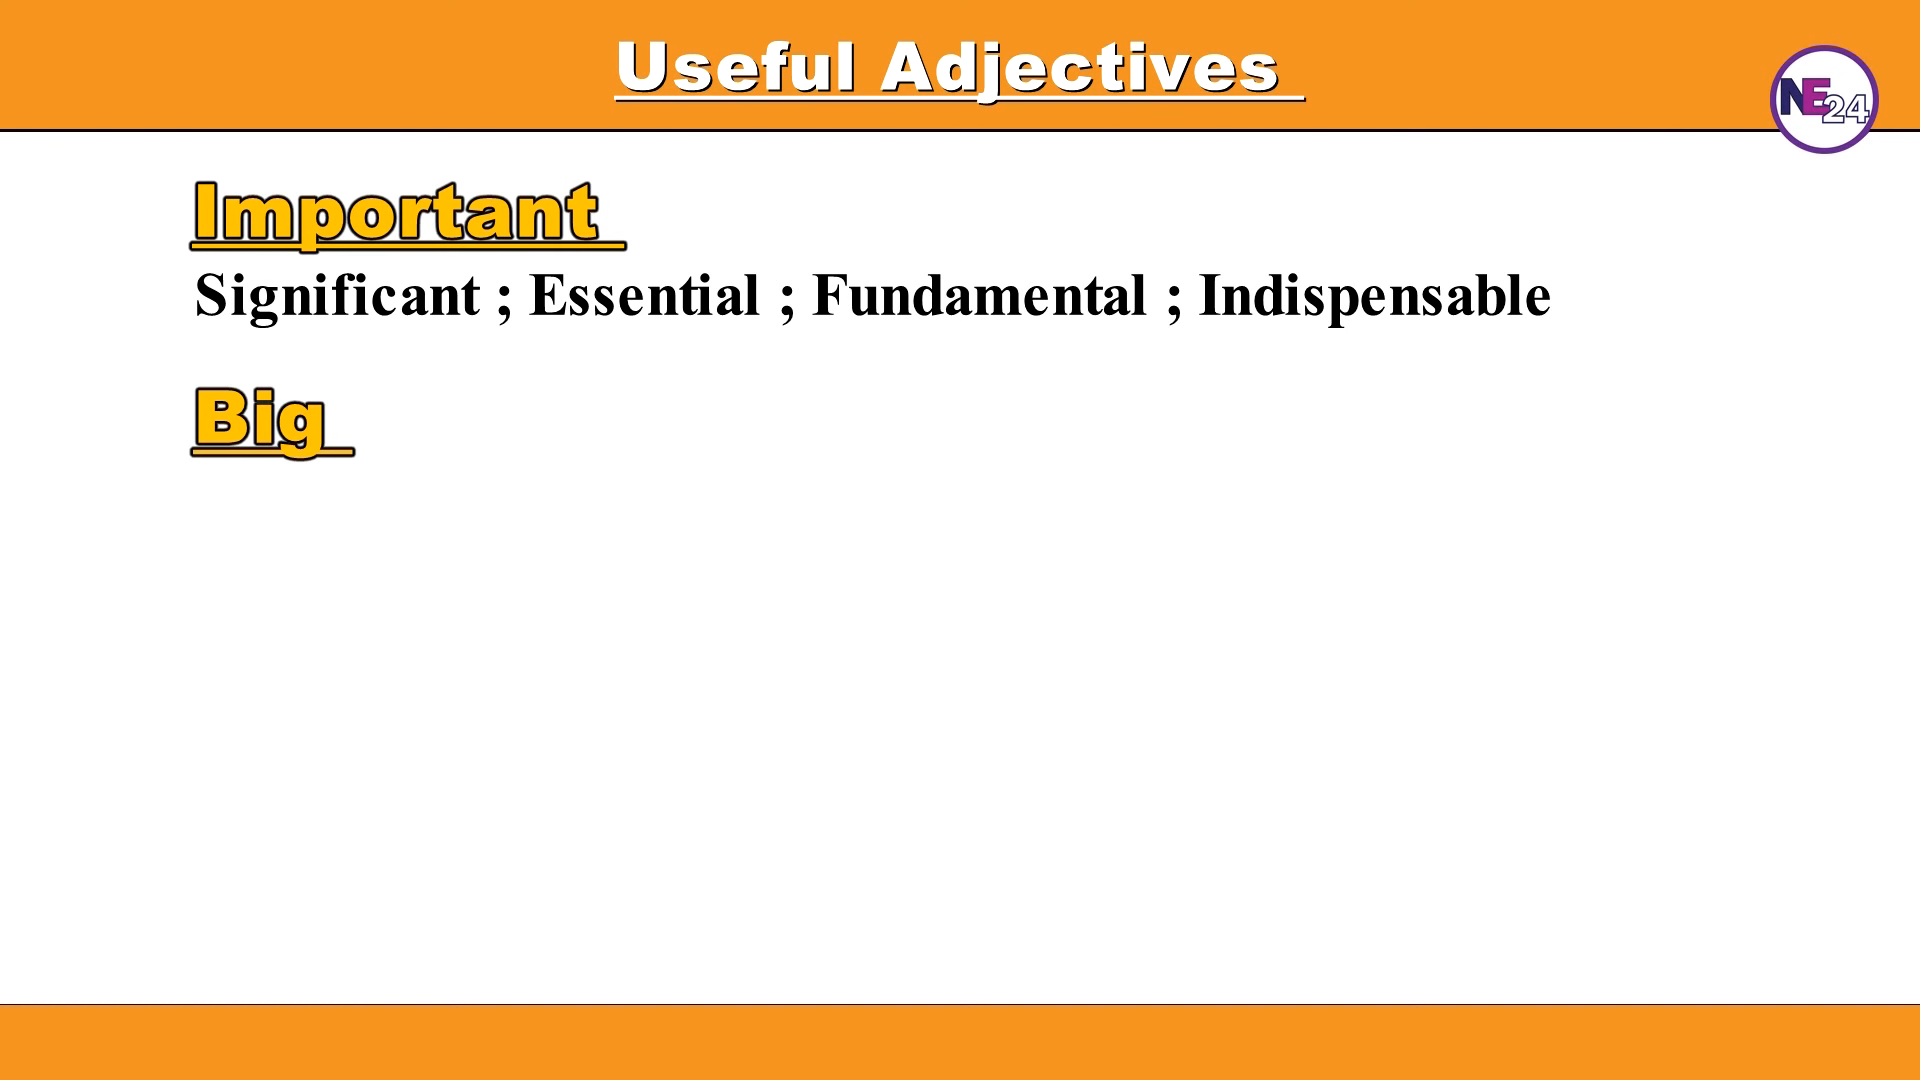 Useful Adjectives
NE24
Important
Significant ; Essential ; Fundamental ; Indispensable
Big